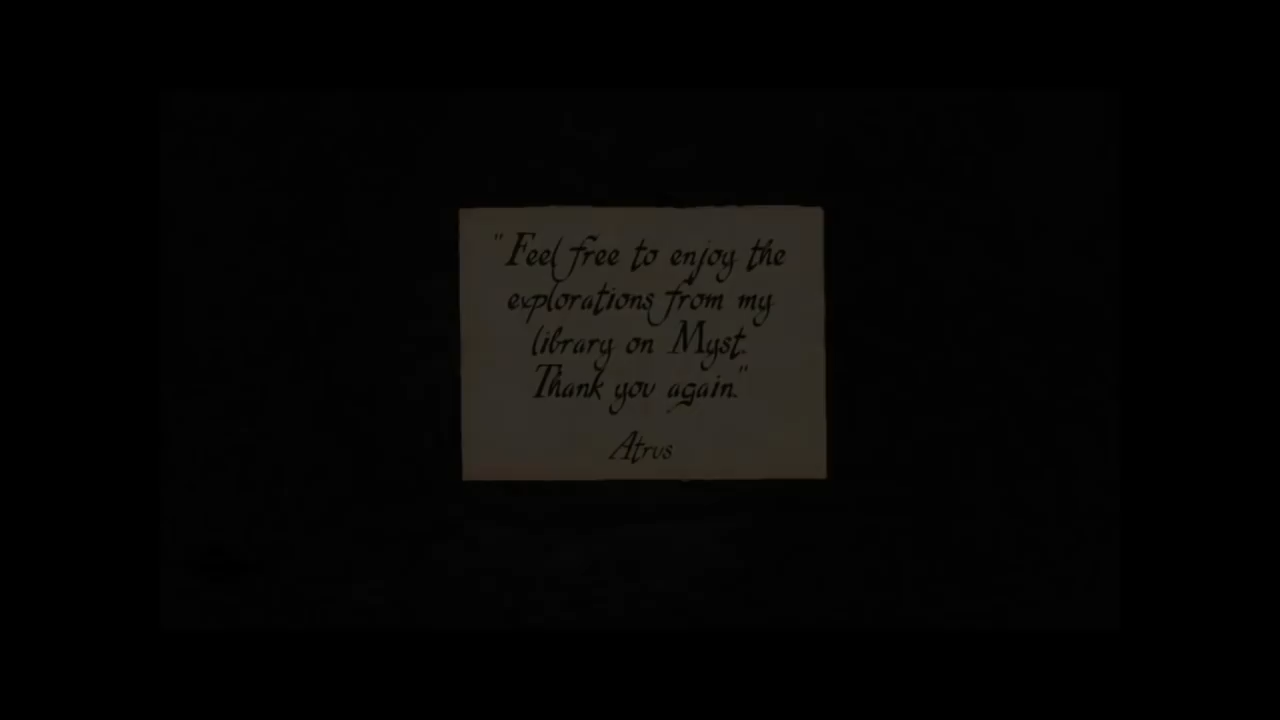 "Feel free to enjoy the
explorations from my
library on Myst.
Thank you again."
Atrus